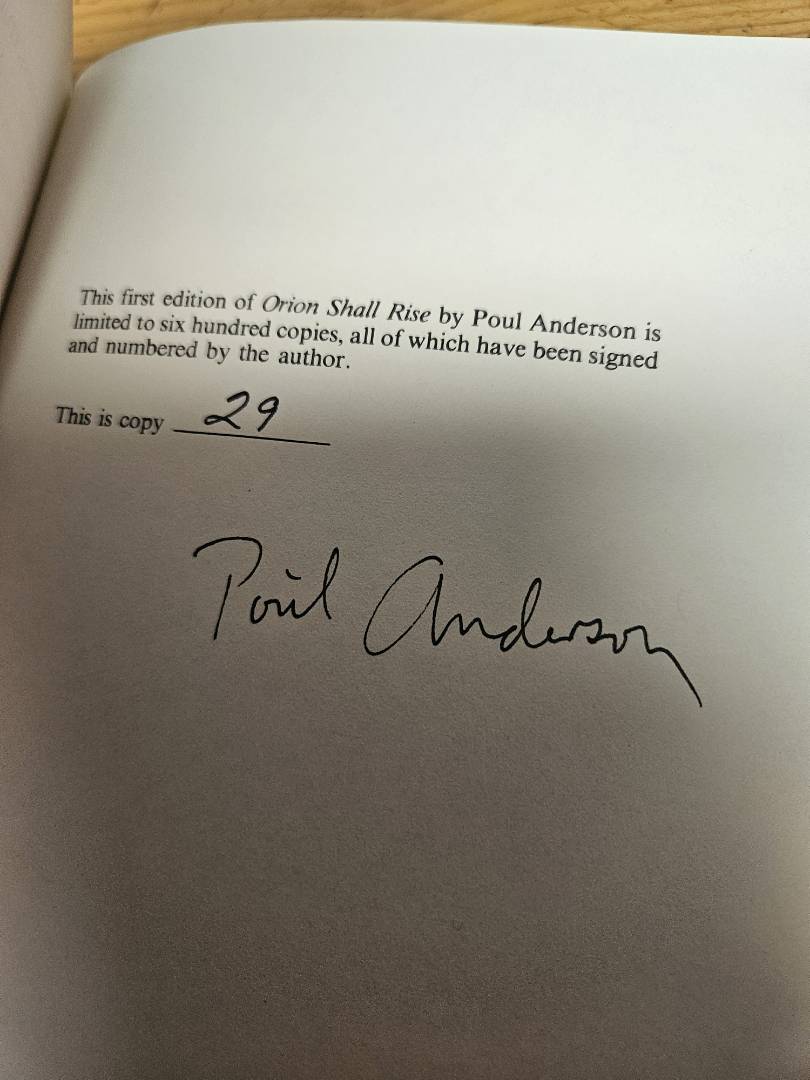 This first edition of Orion Shall Rise by Poul Anderson is
limited to six hundred copies, all of which have been signed
and numbered by the author.
This is copy 29
Poul Anderson